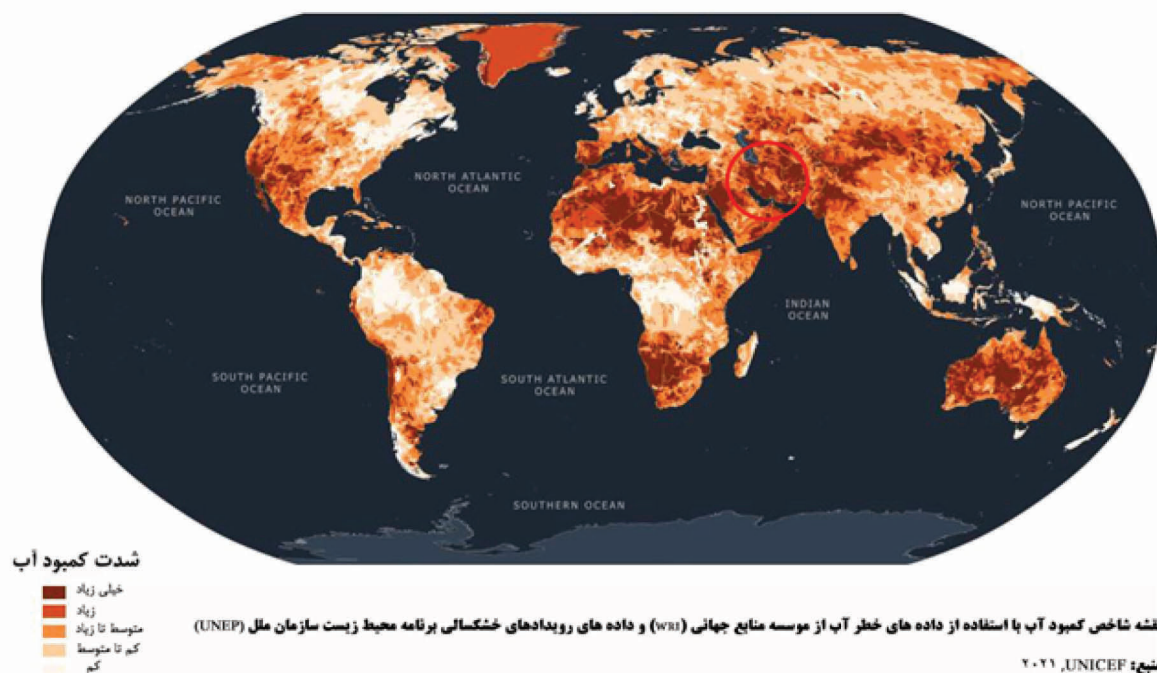 NORTH PACIFIC
OCEAN
NORTH ATLANTIC
OCEAN
NORTH PACIFIC
OCEAN
INDIAN
OCEAN
SOUTH PACIFIC
OCEAN
SOUTH ATLANTIC
OCEAN
SOUTHERN OCEAN
شدت کمبود آب
خیلی زیاد
زیاد
متوسط تا زیاد
کم تا متوسط
کم
شاخص کمبود آب با استفاده از داده های خطر آب از موسسه منابع جهانی (WRI) و داده های رویدادهای خشکسالی برنامه محیط زیست سازمان ملل (UNEP)
UNICEF, ۲۰۲۱